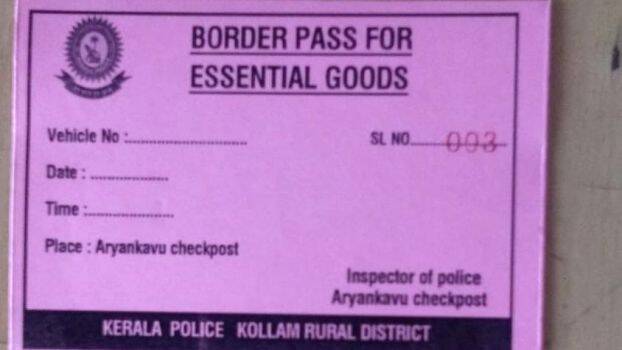 BORDER PASS FOR
ESSENTIAL GOODS
Vehicle No :............................... SL NO............ 003
Date : ....................
Time :.......................
Place : Aryankavu checkpost
Inspector of police
Aryankavu checkpost
KERALA POLICE KOLLAM RURAL DISTRICT